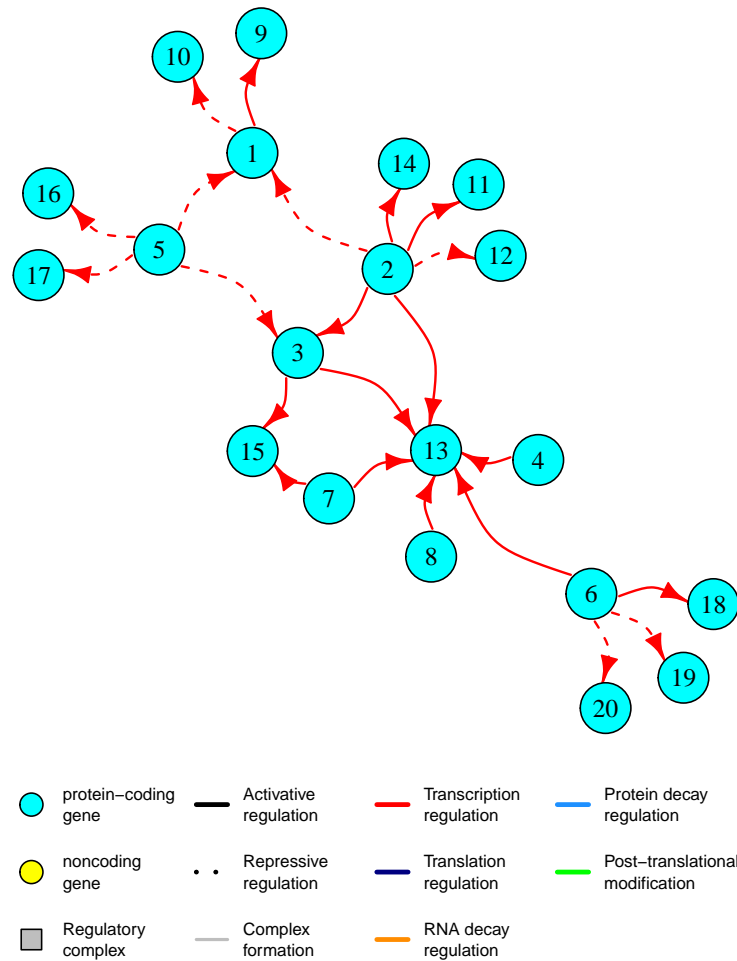 9
10
1
14
11
16
5
2
12
17
3
15
13
4
7
8
6
18
19
20
protein−coding
gene
Activative
regulation
Transcription
regulation
Protein decay
regulation
noncoding
gene
Repressive
regulation
Translation
regulation
Post−translational
modification
Regulatory
complex
Complex
formation
RNA decay
regulation